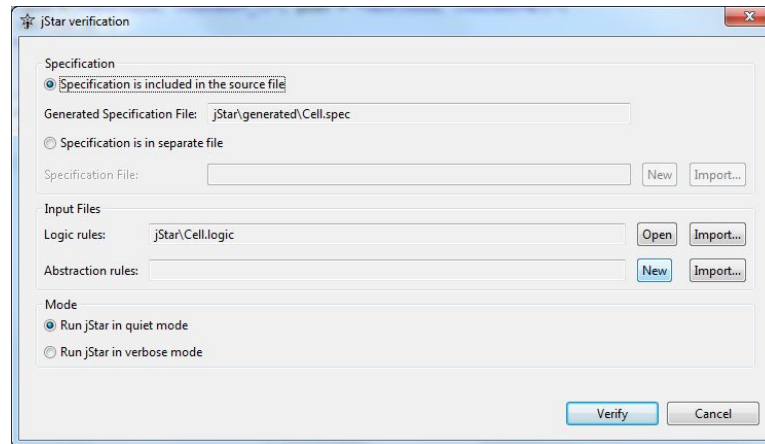 jStar verification
Specification
Specification is included in the source file
Generated Specification File: jStar\generated\Cell.spec
Specification is in separate file
Specification File: New Import...
Input Files
Logic rules: jStar\Cell.logic Open Import...
Abstraction rules: New Import...
Mode
Run jStar in quiet mode
Run jStar in verbose mode
Verify Cancel